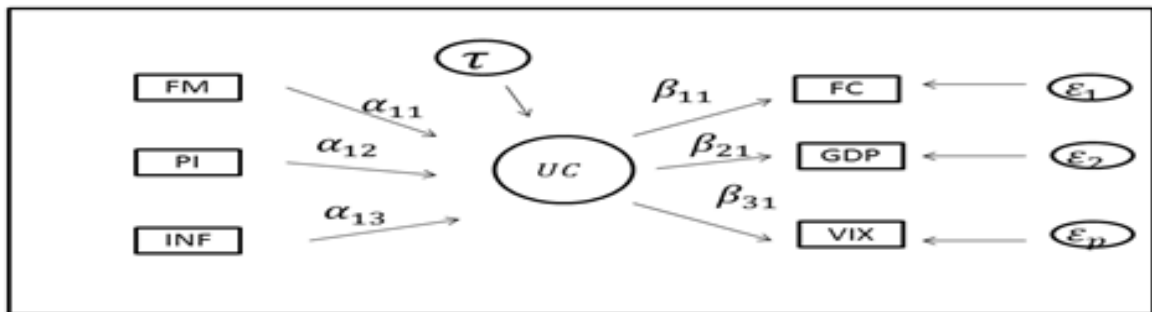 τ
FM
α₁₁
β₁₁
FC
ε₁
PI
α₁₂
UC
β₂₁
GDP
ε₂
INF
α₁₃
β₃₁
VIX
εₚ